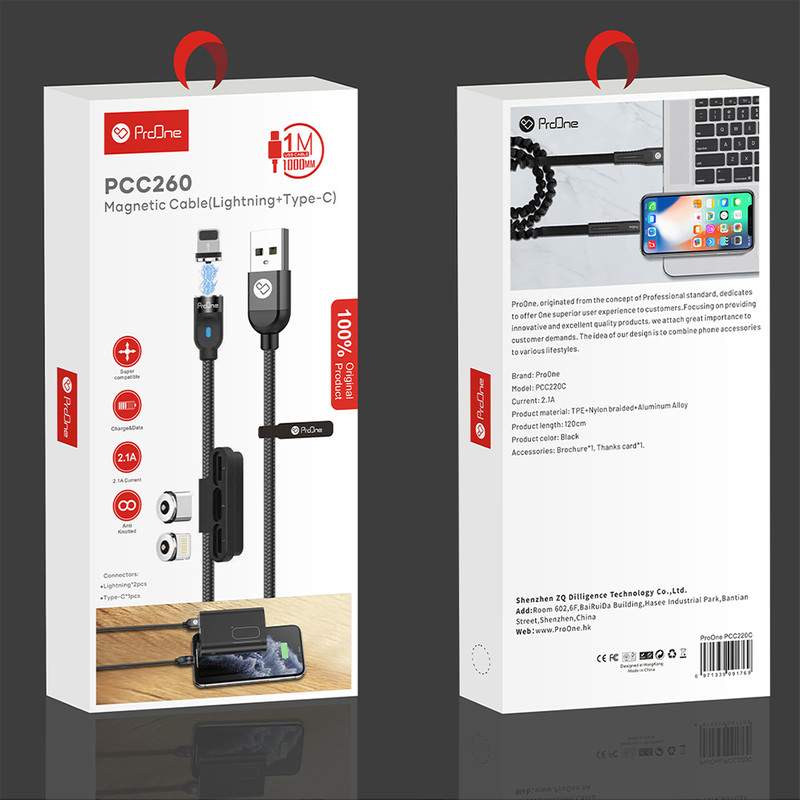 ProOne
1M
USB CABLE
1000MM
PCC260
Magnetic Cable(Lightning+Type-C)
ProOne
100% Original
Product
Super
compatible
Charge&Data
2.1A
2.1A Current
Anti
Knotted
ProOne
ProOne
Connectors:
•Lightning*2pcs
•Type-C*1pcs
ProOne
ProOne, originated from the concept of Professional standard, dedicates
to offer One superior user experience to customers.Focusing on providing
innovative and excellent quality products, we attach great importance to
customer demands. The idea of our design is to combine phone accessories
to various lifestyles.
Brand: ProOne
Model: PCC220C
Current: 2.1A
Product material: TPE+Nylon braided+Aluminum Alloy
Product length: 120cm
Product color: Black
Accessories: Brochure*1, Thanks card*1.
ProOne
Shenzhen ZQ Dilligence Technology Co.,Ltd.
Add:Room 602,6F,BaiRuiDa Building,Hasee Industrial Park,Bantian
Street,Shenzhen,China
Web:www.ProOne.hk
ProOne PCC220C
CE FC Designed in HongKong
Made in China
6 971339 091769